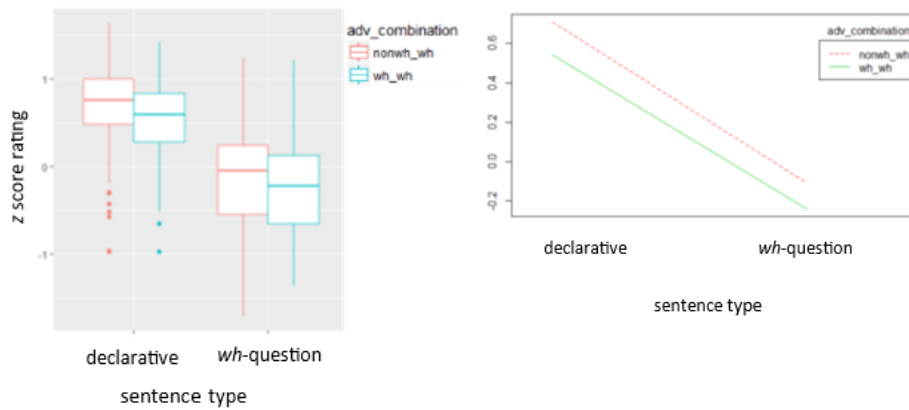 adv_combination
nonwh_wh
wh_wh
z score rating
1
0
-1
declarative wh-question
sentence type
adv_combination
nonwh_wh
wh_wh
0.6
0.4
0.2
0.0
-0.2
declarative wh-question
sentence type